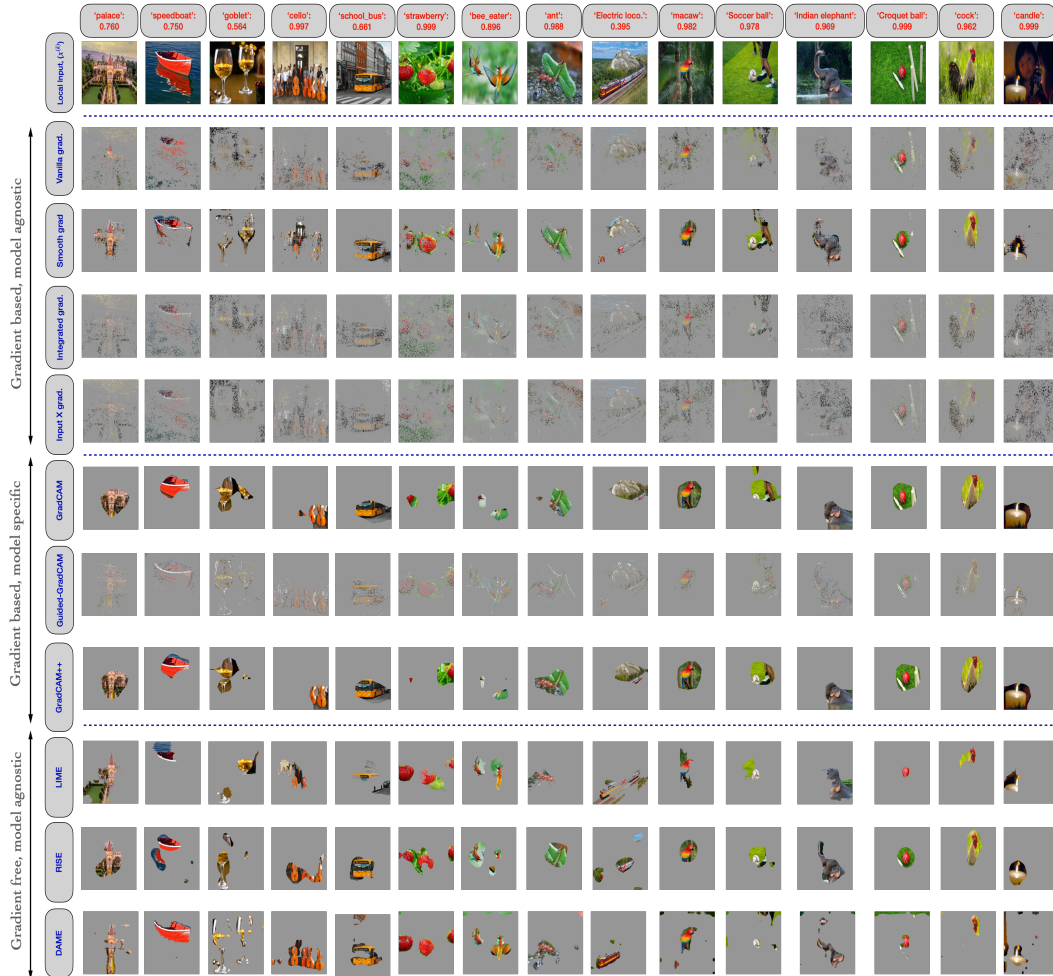 'palace':
0.760
'speedboat':
0.750
'goblet':
0.564
'cello':
0.997
'school_bus':
0.661
'strawberry':
0.999
'bee_eater':
0.896
'ant':
0.988
'Electric loco.':
0.395
'macaw':
0.982
'Soccer ball':
0.978
'Indian elephant':
0.969
'Croquet ball':
0.999
'cock':
0.962
'candle':
0.999
Local Input, (x⁽ⁱ⁾)
Gradient based, model agnostic
Vanilla grad.
Smooth grad
Integrated grad.
Input X grad.
Gradient based, model specific
GradCAM
Guided-GradCAM
GradCAM++
Gradient free, model agnostic
LIME
RISE
DAME